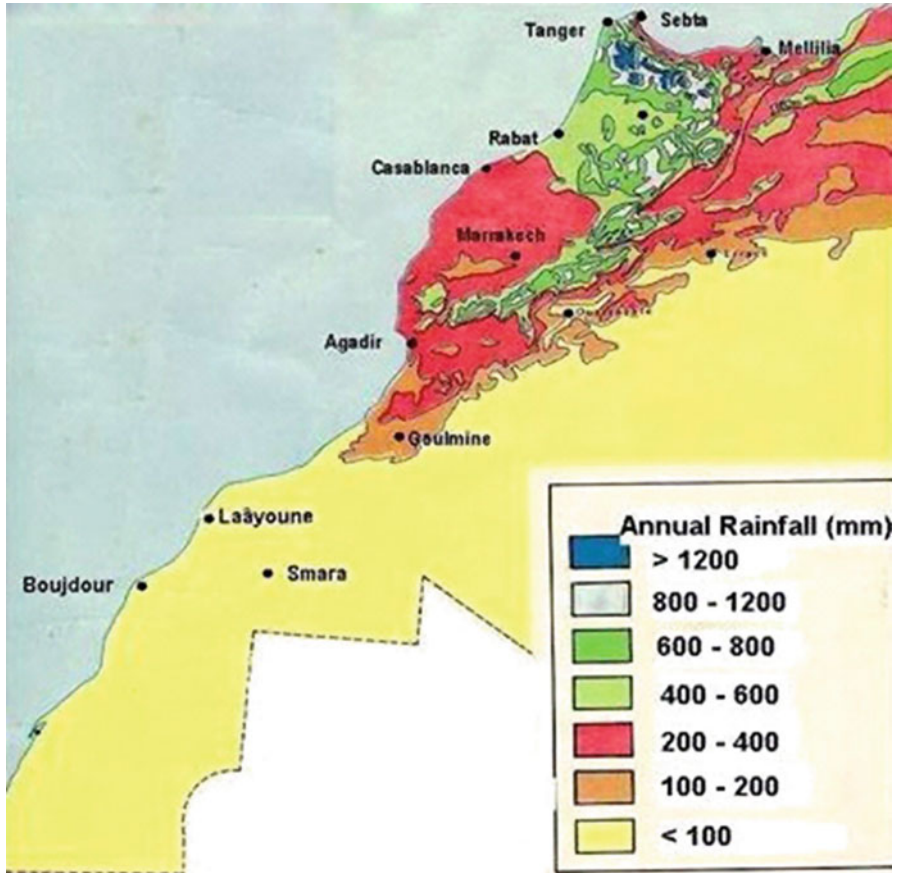 Tanger
Sebta
Mellilia
Rabat
Casablanca
Marrakech
Agadir
Goulmine
Laâyoune
Smara
Boujdour
Annual Rainfall (mm)
> 1200
800 - 1200
600 - 800
400 - 600
200 - 400
100 - 200
< 100